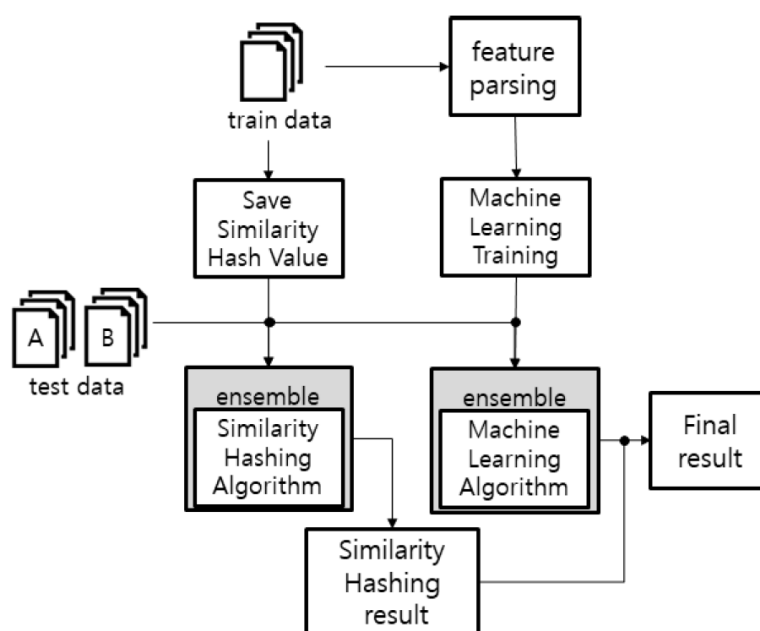 feature
parsing
train data
Save
Similarity
Hash Value
Machine
Learning
Training
A
B
test data
ensemble
Similarity
Hashing
Algorithm
ensemble
Machine
Learning
Algorithm
Final
result
Similarity
Hashing
result